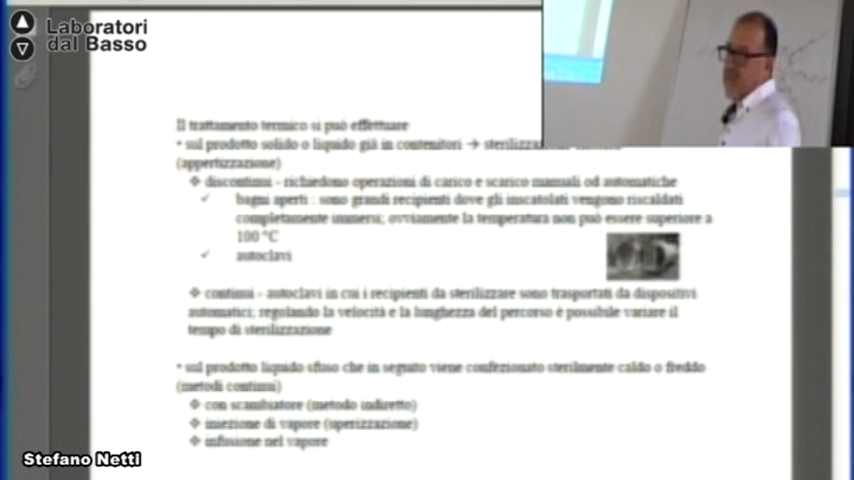 Laboratori
dal Basso
Il trattamento termico si può effettuare
• sul prodotto solido o liquido già in contenitori →
(appertizzazione)
❖ discontinui - richiedono operazioni di carico e scarico manuali od automatiche
✓ bagni aperti : sono grandi recipienti dove gli inscatolati vengono riscaldati
completamente immersi; ovviamente la temperatura non può essere superiore a
100 °C
✓ autoclavi
❖ continui - autoclavi in cui i recipienti da sterilizzare sono trasportati da dispositivi
automatici; regolando la velocità e la lunghezza del percorso è possibile variare il
tempo di sterilizzazione
• sul prodotto liquido sfuso che in seguito viene confezionato sterilmente caldo o freddo
(metodi continui)
❖ con scambiatore (metodo indiretto)
❖ iniezione di vapore (uperizzazione)
❖ infusione nel vapore
Stefano Netti